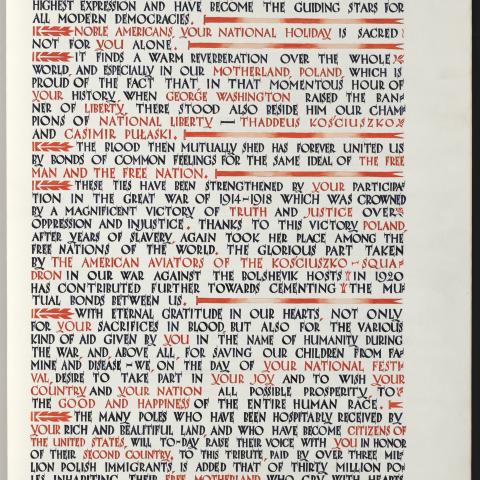 HIGHEST EXPRESSION AND HAVE BECOME THE GUIDING STARS FOR
ALL MODERN DEMOCRACIES.
NOBLE AMERICANS, YOUR NATIONAL HOLIDAY IS SACRED
NOT FOR YOU ALONE.
IT FINDS A WARM REVERBERATION OVER THE WHOLE
WORLD, AND ESPECIALLY IN OUR MOTHERLAND, POLAND, WHICH IS
PROUD OF THE FACT THAT IN THAT MOMENTOUS HOUR OF
YOUR HISTORY, WHEN GEORGE WASHINGTON RAISED THE BAN-
NER OF LIBERTY, THERE STOOD ALSO BESIDE HIM OUR CHAM-
PIONS OF NATIONAL LIBERTY — THADDEUS KOŚCIUSZKO
AND CASIMIR PUŁASKI.
THE BLOOD THEN MUTUALLY SHED HAS FOREVER UNITED US
BY BONDS OF COMMON FEELINGS FOR THE SAME IDEAL OF THE FREE
MAN AND THE FREE NATION.
THESE TIES HAVE BEEN STRENGTHENED BY YOUR PARTICIPA-
TION IN THE GREAT WAR OF 1914-1918 WHICH WAS CROWNED
BY A MAGNIFICENT VICTORY OF TRUTH AND JUSTICE OVER
OPPRESSION AND INJUSTICE. THANKS TO THIS VICTORY POLAND,
AFTER YEARS OF SLAVERY, AGAIN TOOK HER PLACE AMONG THE
FREE NATIONS OF THE WORLD. THE GLORIOUS PART TAKEN
BY THE AMERICAN AVIATORS OF THE KOŚCIUSZKO-SQUA-
DRON IN OUR WAR AGAINST THE BOLSHEVIK HOSTS IN 1920
HAS CONTRIBUTED FURTHER TOWARDS CEMENTING THE MU-
TUAL BONDS BETWEEN US.
WITH ETERNAL GRATITUDE IN OUR HEARTS, NOT ONLY
FOR YOUR SACRIFICES IN BLOOD, BUT ALSO FOR THE VARIOUS
KIND OF AID GIVEN BY YOU IN THE NAME OF HUMANITY DURING
THE WAR, AND, ABOVE ALL, FOR SAVING OUR CHILDREN FROM FA-
MINE AND DISEASE - WE, ON THE DAY OF YOUR NATIONAL FESTI-
VAL, DESIRE TO TAKE PART IN YOUR JOY AND TO WISH YOUR
COUNTRY AND YOUR NATION ALL POSSIBLE PROSPERITY, TO
THE GOOD AND HAPPINESS OF THE ENTIRE HUMAN RACE.
THE MANY POLES WHO HAVE BEEN HOSPITABLY RECEIVED BY
YOUR RICH AND BEAUTIFUL LAND, AND WHO HAVE BECOME CITIZENS OF
THE UNITED STATES, WILL TO-DAY RAISE THEIR VOICE WITH YOU IN HONOR
OF THEIR SECOND COUNTRY. TO THIS TRIBUTE, PAID BY OVER THREE MIL-
LION POLISH IMMIGRANTS, IS ADDED THAT OF THIRTY MILLION PO-
LES INHABITING THEIR FREE MOTHERLAND WHO CRY WITH HEARTS